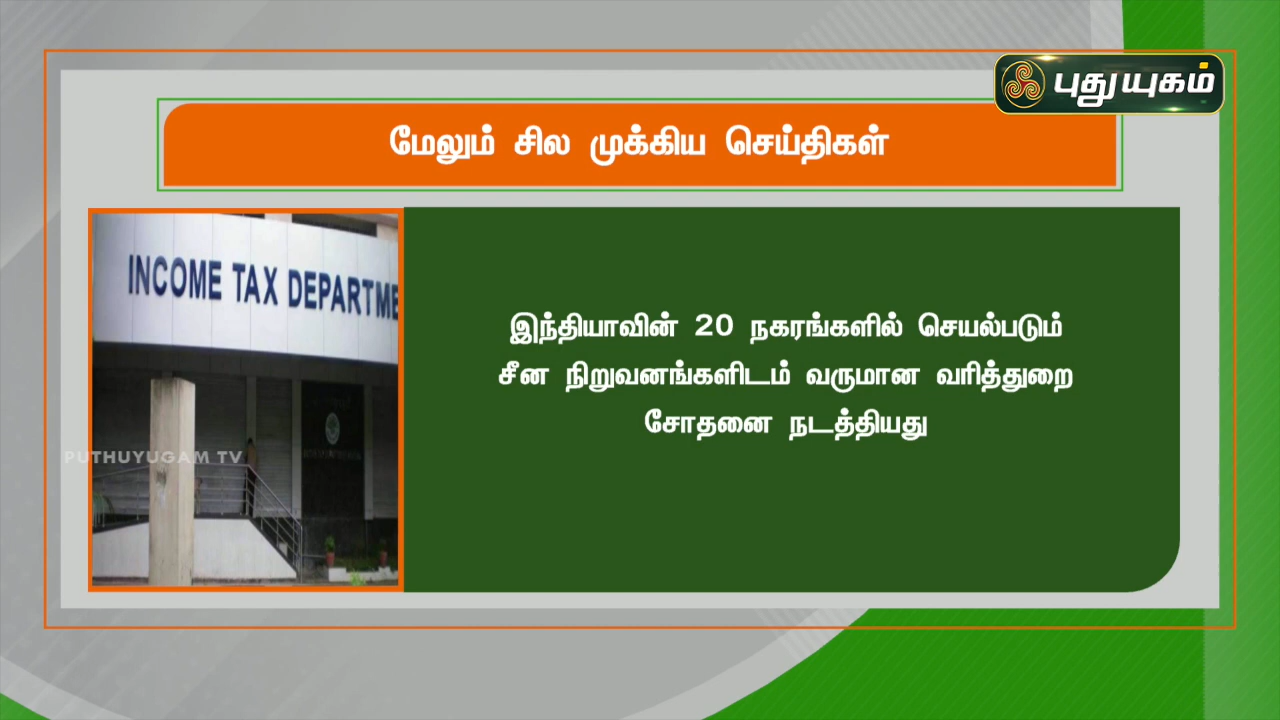 புதுயுகம்
மேலும் சில முக்கிய செய்திகள்
INCOME TAX DEPARTME
இந்தியாவின் 20 நகரங்களில் செயல்படும்
சீன நிறுவனங்களிடம் வருமான வரித்துறை
சோதனை நடத்தியது
PUTHUYUGAM TV